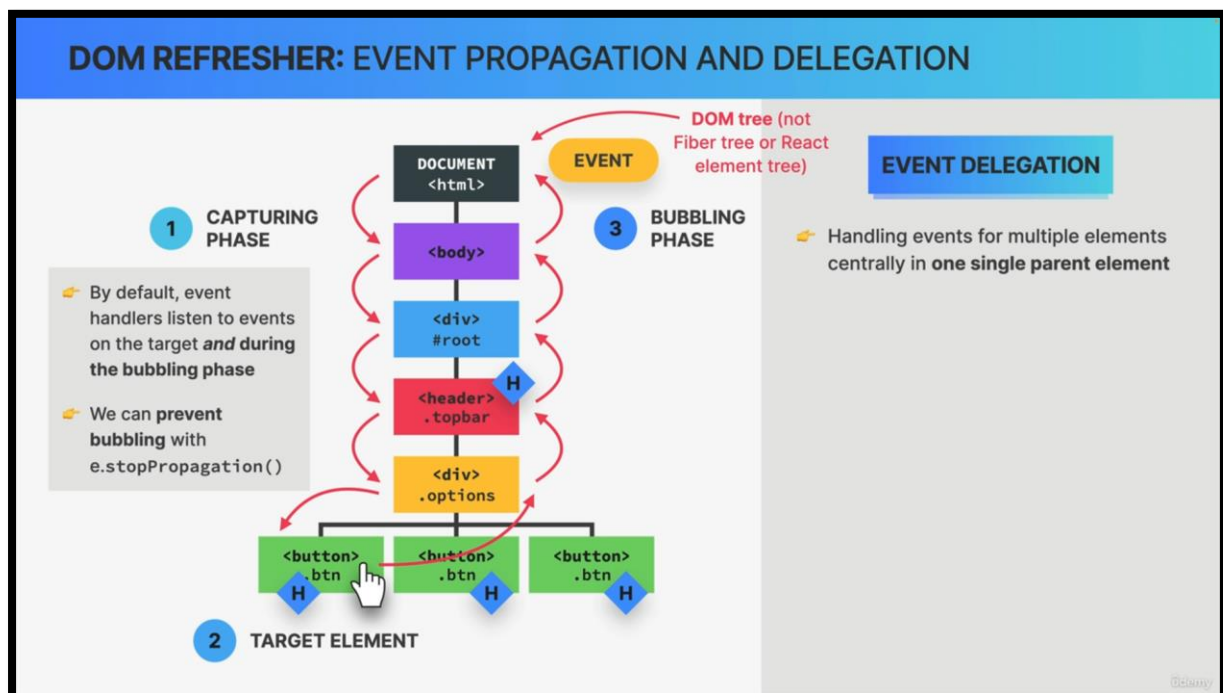 DOM REFRESHER: EVENT PROPAGATION AND DELEGATION
DOM tree (not
Fiber tree or React
element tree)
EVENT
DOCUMENT
<html>
1
CAPTURING
PHASE
3
BUBBLING
PHASE
<body>
By default, event
handlers listen to events
on the target and during
the bubbling phase
We can prevent
bubbling with
e.stopPropagation()
<div>
#root
H
<header>
.topbar
<div>
.options
<button>
.btn
H
<button>
.btn
H
<button>
.btn
H
2
TARGET ELEMENT
EVENT DELEGATION
Handling events for multiple elements
centrally in one single parent element
Udemy